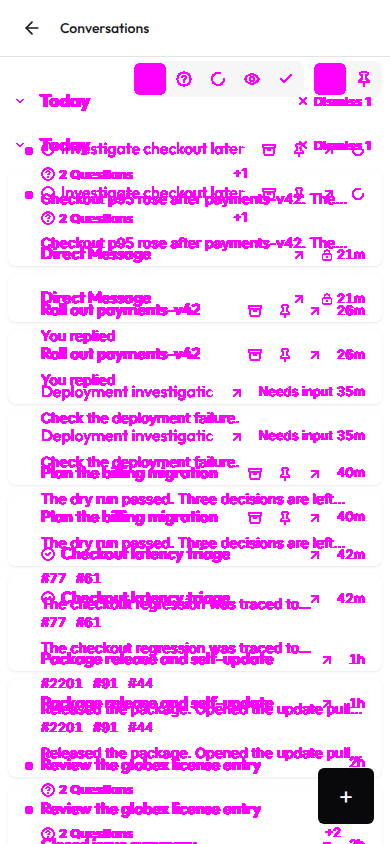 Conversations
Today
Dismiss 1
Today
Dismiss 1
Investigate checkout later
2 Questions +1
Investigate checkout later
Checkout p95 rose after payments-v42. The...
2 Questions +1
Checkout p95 rose after payments-v42. The...
Direct Message 21m
Direct Message 21m
Roll out payments-v42 26m
You replied
Roll out payments-v42 26m
You replied
Deployment investigatic Needs input 35m
Check the deployment failure.
Deployment investigatic Needs input 35m
Check the deployment failure.
Plan the billing migration 40m
The dry run passed. Three decisions are left...
Plan the billing migration 40m
The dry run passed. Three decisions are left...
Checkout latency triage 42m
#77 #61
Checkout latency triage 42m
The checkout regression was traced to...
#77 #61
The checkout regression was traced to...
Package release and self-update 1h
#2201 #91 #44
Package release and self-update 1h
Released the package. Opened the update pull...
#2201 #91 #44
Released the package. Opened the update pull...
Review the globex license entry 2h
2 Questions
Review the globex license entry
2 Questions +2